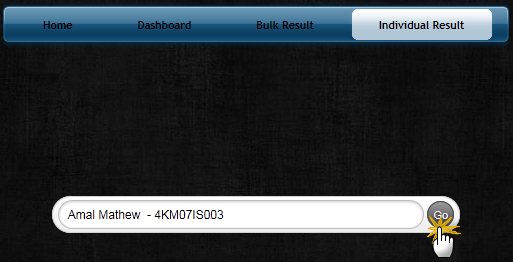 Home Dashboard Bulk Result Individual Result
Amal Mathew - 4KM07IS003 Go